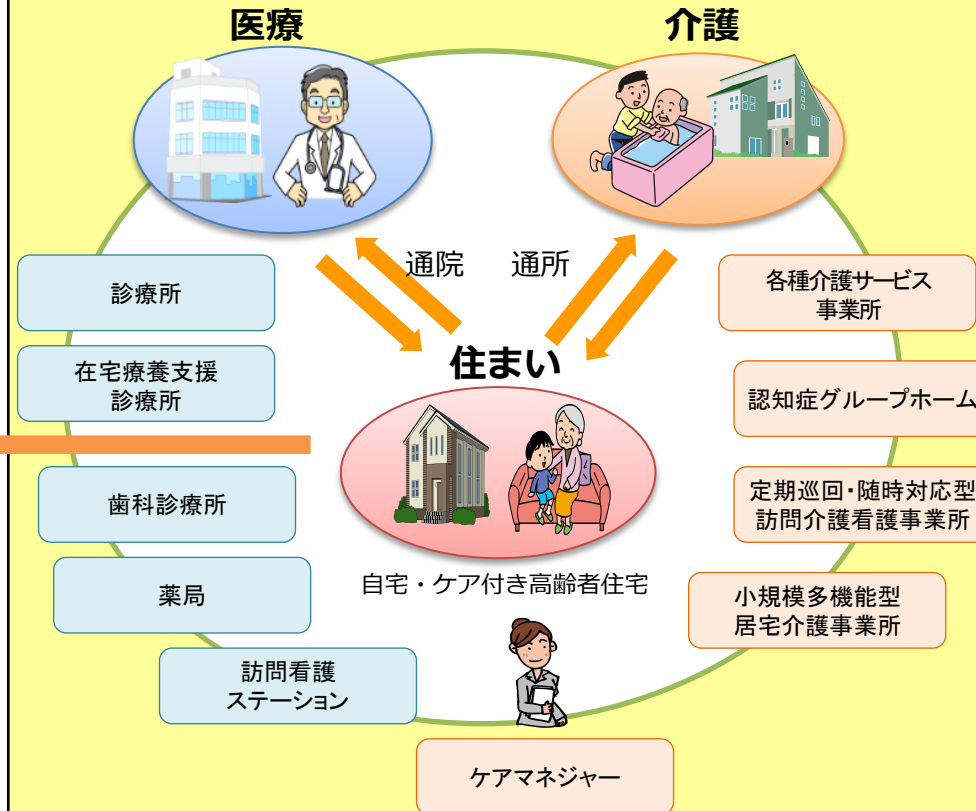 医療
介護
通院
通所
診療所
在宅療養支援
診療所
歯科診療所
薬局
訪問看護
ステーション
住まい
自宅・ケア付き高齢者住宅
各種介護サービス
事業所
認知症グループホーム
定期巡回・随時対応型
訪問介護看護事業所
小規模多機能型
居宅介護事業所
ケアマネジャー